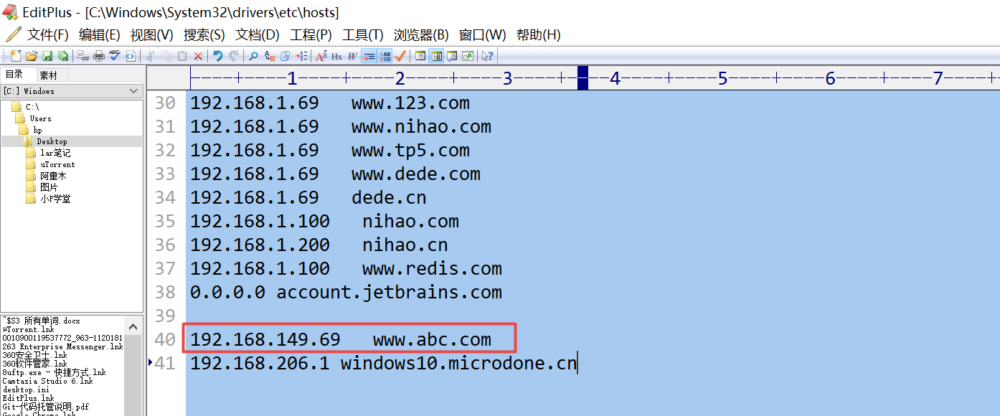 EditPlus - [C:\Windows\System32\drivers\etc\hosts]
文件(F) 编辑(E) 视图(V) 搜索(S) 文档(D) 工程(P) 工具(T) 浏览器(B) 窗口(W) 帮助(H)
目录 素材
[C:] Windows
C:\
Users
hp
Desktop
lar笔记
uTorrent
阿童木
图片
小P学堂
~$S3 所有单词.docx
μTorrent.lnk
0010900119537772_963-1120181
263 Enterprise Messenger.lnk
360安全卫士.lnk
360软件管家.lnk
8uftp.exe - 快捷方式.lnk
Camtasia Studio 6.lnk
desktop.ini
EditPlus.lnk
Git-代码托管说明.pdf
Google Chrome.lnk
1 2 3 4 5 6 7
30 192.168.1.69 www.123.com
31 192.168.1.69 www.nihao.com
32 192.168.1.69 www.tp5.com
33 192.168.1.69 www.dede.com
34 192.168.1.69 dede.cn
35 192.168.1.100 nihao.com
36 192.168.1.200 nihao.cn
37 192.168.1.100 www.redis.com
38 0.0.0.0 account.jetbrains.com
39
40 192.168.149.69 www.abc.com
41 192.168.206.1 windows10.microdone.cn